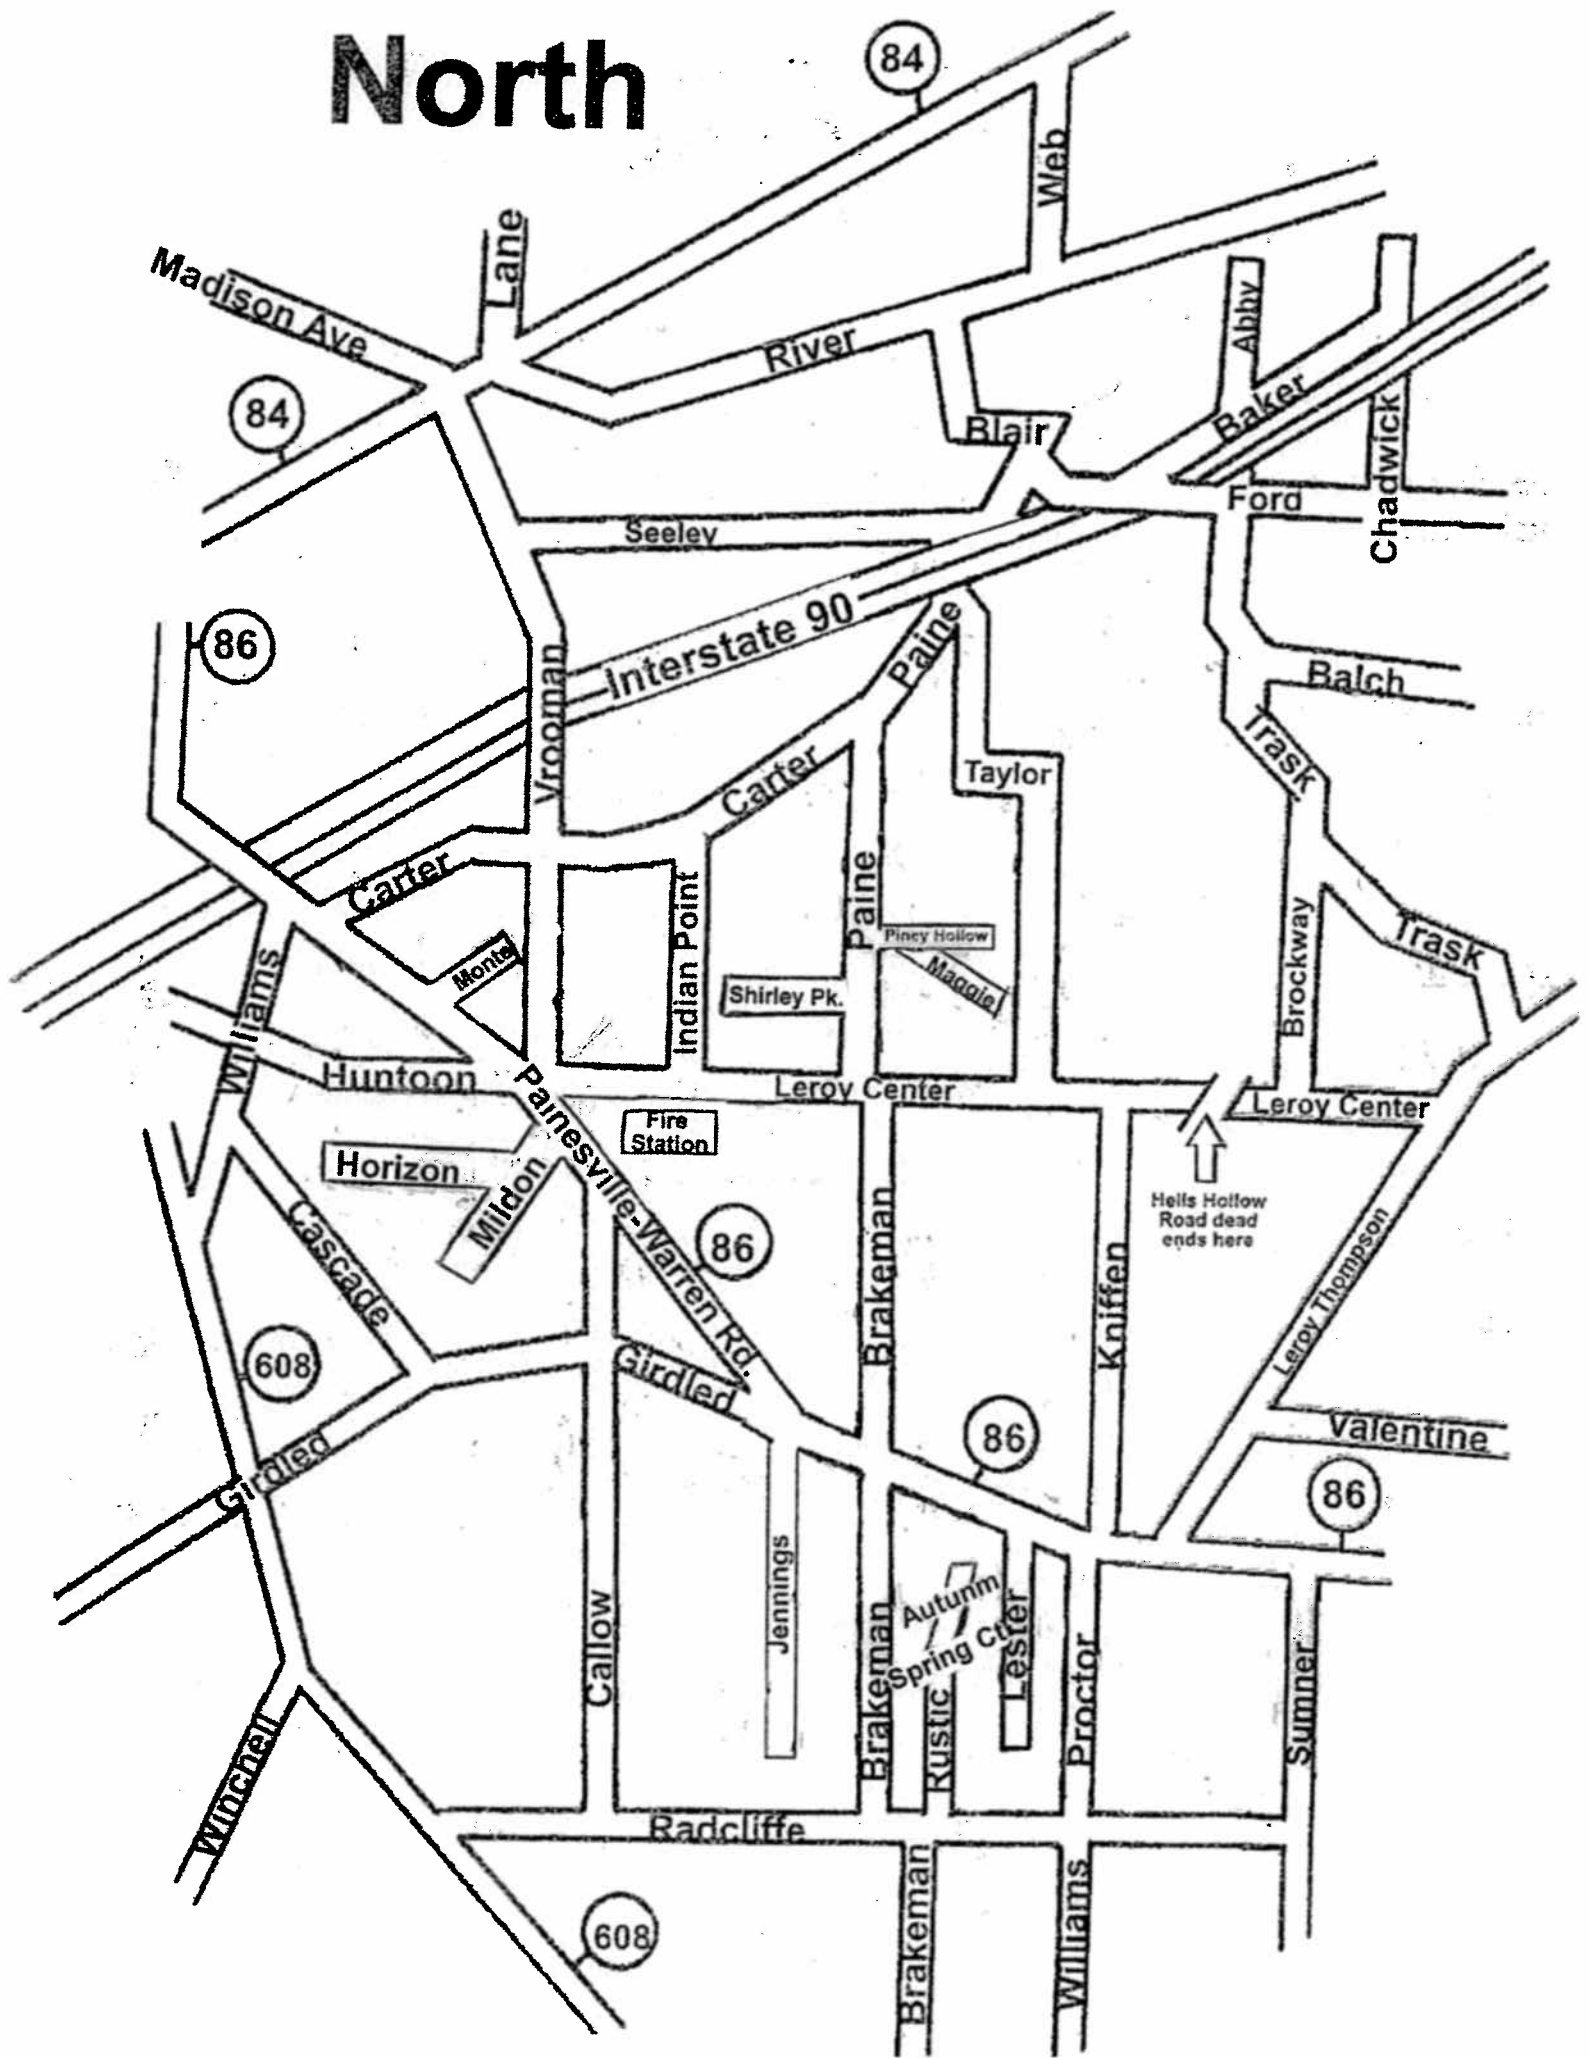 North
84
Web
Lane
Madison Ave
River
Abby
84
Baker
Blair
Chadwick
Ford
Seeley
Interstate 90
86
Paine
Vrooman
Balch
Trask
Carter
Taylor
Carter
Indian Point
Paine
Piney Hollow
Maggie
Brockway
Trask
Monte
Shirley Pk.
Williams
Huntoon
Painesville-Warren Rd.
Leroy Center
Leroy Center
Fire
Station
Horizon
Mildon
Hells Hollow
Road dead
ends here
Cascade
86
Brakeman
Kniffen
Leroy Thompson
608
Girdled
Girdled
86
Valentine
86
Jennings
Callow
Autunm
Spring Ctr
Lester
Brakeman
Rustic
Proctor
Sumner
Winchell
Radcliffe
608
Brakeman
Williams